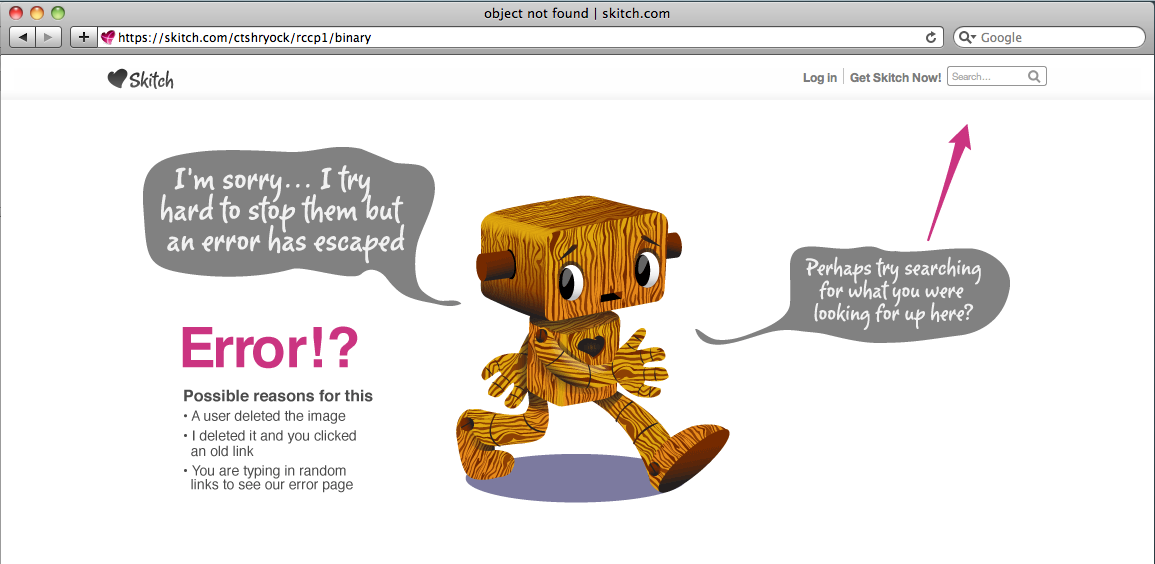 object not found | skitch.com
https://skitch.com/ctshryock/rccp1/binary
Google
Skitch
Log in
Get Skitch Now!
Search...
I'm sorry... I try
hard to stop them but
an error has escaped
Perhaps try searching
for what you were
looking for up here?
Error!?
Possible reasons for this
• A user deleted the image
• I deleted it and you clicked
an old link
• You are typing in random
links to see our error page